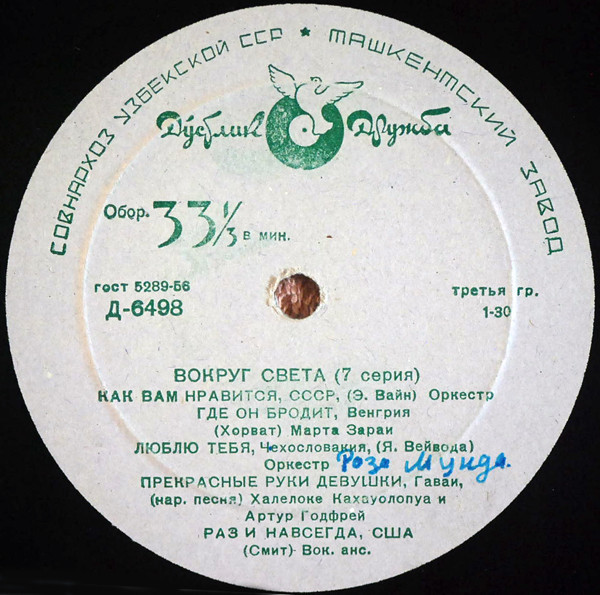 СОВНАРХОЗ УЗБЕКСКОЙ ССР ★ ТАШКЕНТСКИЙ ЗАВОД
Дўстлик Дружба
Обор. 33 1/3 в мин.
гост 5289-56 третья гр.
Д-6498 1-30
ВОКРУГ СВЕТА (7 серия)
КАК ВАМ НРАВИТСЯ, СССР, (Э. Вайн) Оркестр
ГДЕ ОН БРОДИТ, Венгрия
(Хорват) Марта Зараи
ЛЮБЛЮ ТЕБЯ, Чехословакия, (Я. Вейвода)
Оркестр Роза Мунда.
ПРЕКРАСНЫЕ РУКИ ДЕВУШКИ, Гаваи,
(нар. песня) Халелоке Кахауолопуа и
Артур Годфрей
РАЗ И НАВСЕГДА, США
(Смит) Вок. анс.